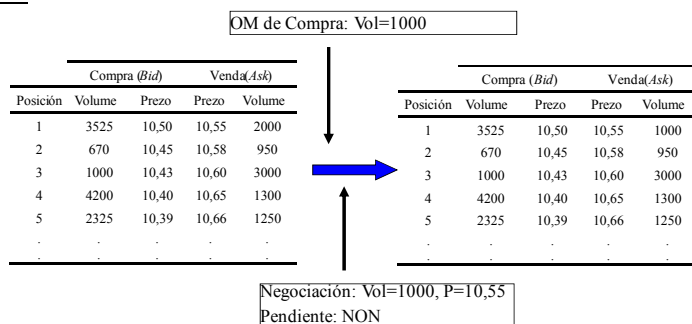 OM de Compra: Vol=1000
Compra (Bid) Venda(Ask)
Posición Volume Prezo Prezo Volume
1 3525 10,50 10,55 2000
2 670 10,45 10,58 950
3 1000 10,43 10,60 3000
4 4200 10,40 10,65 1300
5 2325 10,39 10,66 1250
. . . . .
. . . . .
Compra (Bid) Venda(Ask)
Posición Volume Prezo Prezo Volume
1 3525 10,50 10,55 1000
2 670 10,45 10,58 950
3 1000 10,43 10,60 3000
4 4200 10,40 10,65 1300
5 2325 10,39 10,66 1250
. . . . .
. . . . .
Negociación: Vol=1000, P=10,55
Pendiente: NON